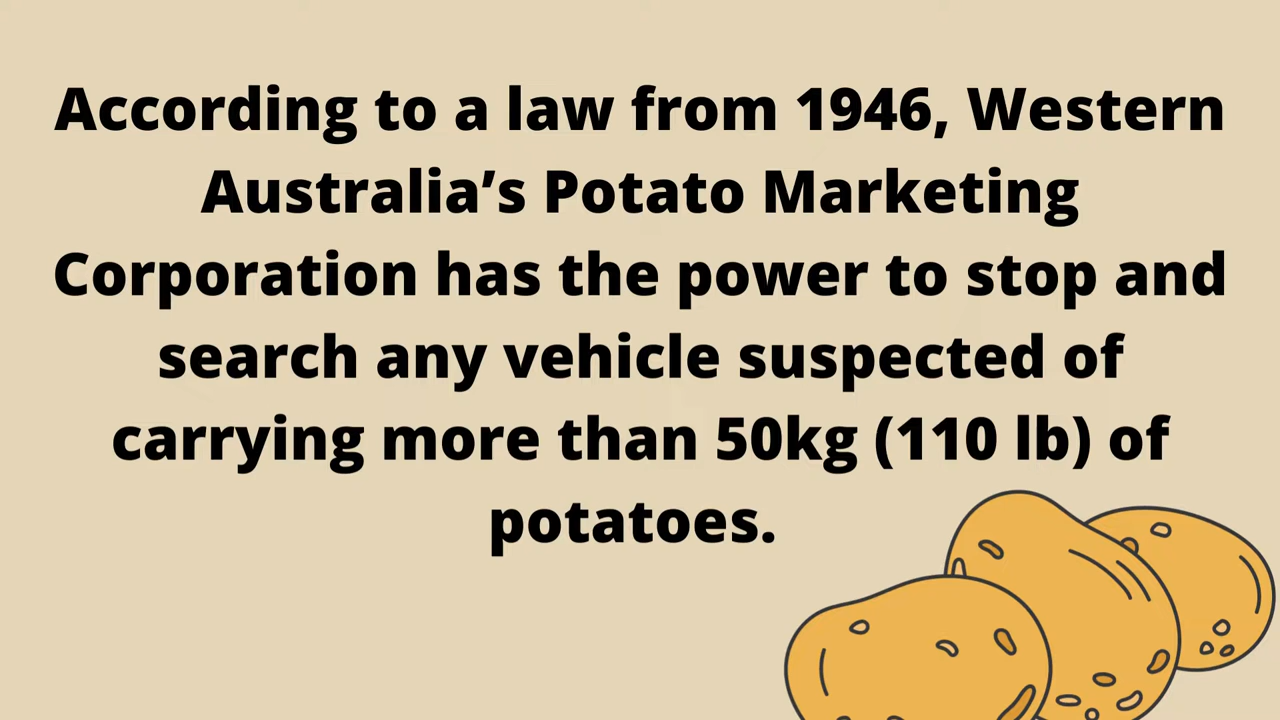 According to a law from 1946, Western
Australia’s Potato Marketing
Corporation has the power to stop and
search any vehicle suspected of
carrying more than 50kg (110 lb) of
potatoes.